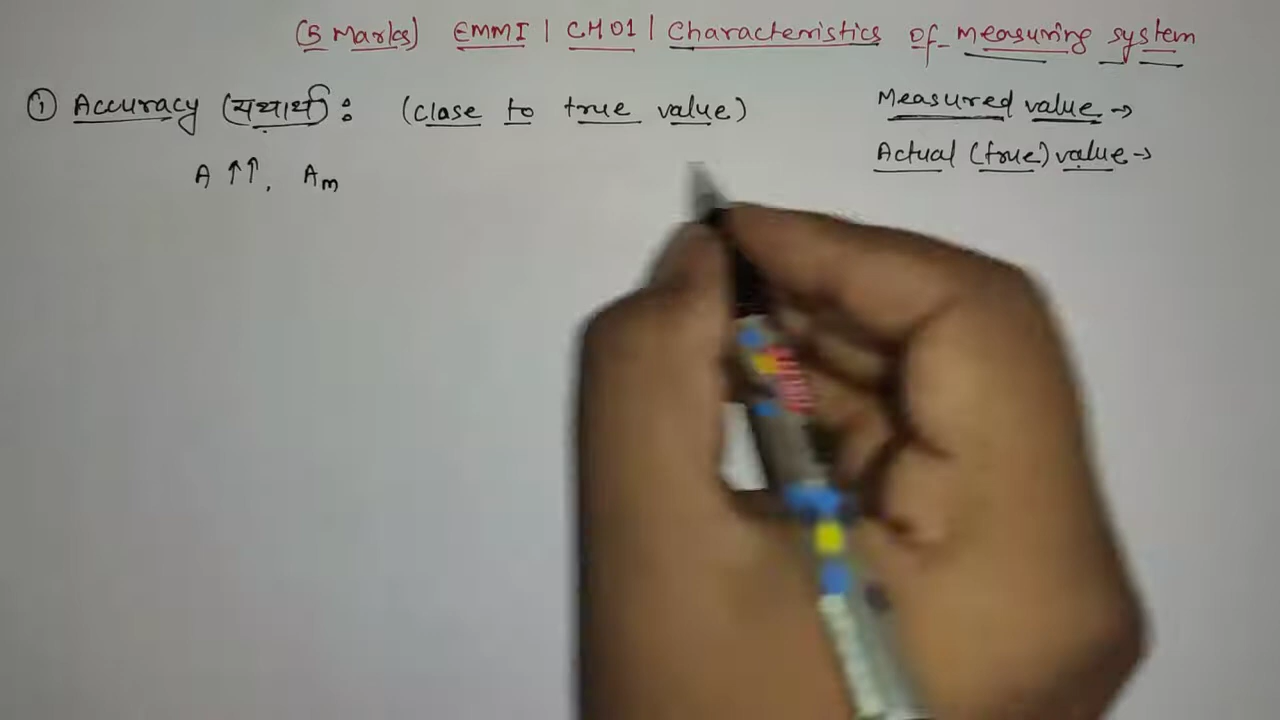 (5 Marks) EMMI | CH01 | Characteristics of measuring system
① Accuracy (यथार्थ) : (close to true value)
Measured value →
Actual (true) value →
A ↑↑, Am